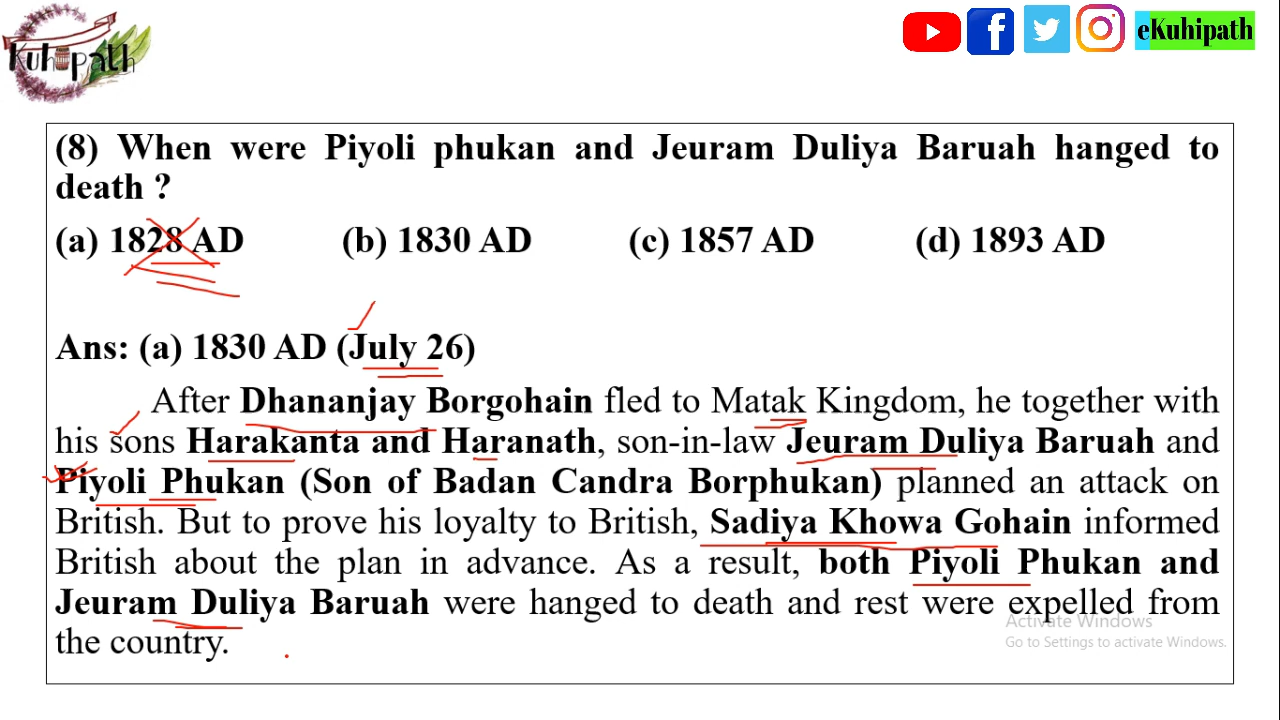 Kuhipath
eKuhipath
(8) When were Piyoli phukan and Jeuram Duliya Baruah hanged to
death ?
(a) 1828 AD (b) 1830 AD (c) 1857 AD (d) 1893 AD
Ans: (a) 1830 AD (July 26)
After Dhananjay Borgohain fled to Matak Kingdom, he together with
his sons Harakanta and Haranath, son-in-law Jeuram Duliya Baruah and
Piyoli Phukan (Son of Badan Candra Borphukan) planned an attack on
British. But to prove his loyalty to British, Sadiya Khowa Gohain informed
British about the plan in advance. As a result, both Piyoli Phukan and
Jeuram Duliya Baruah were hanged to death and rest were expelled from
the country.
Activate Windows
Go to Settings to activate Windows.